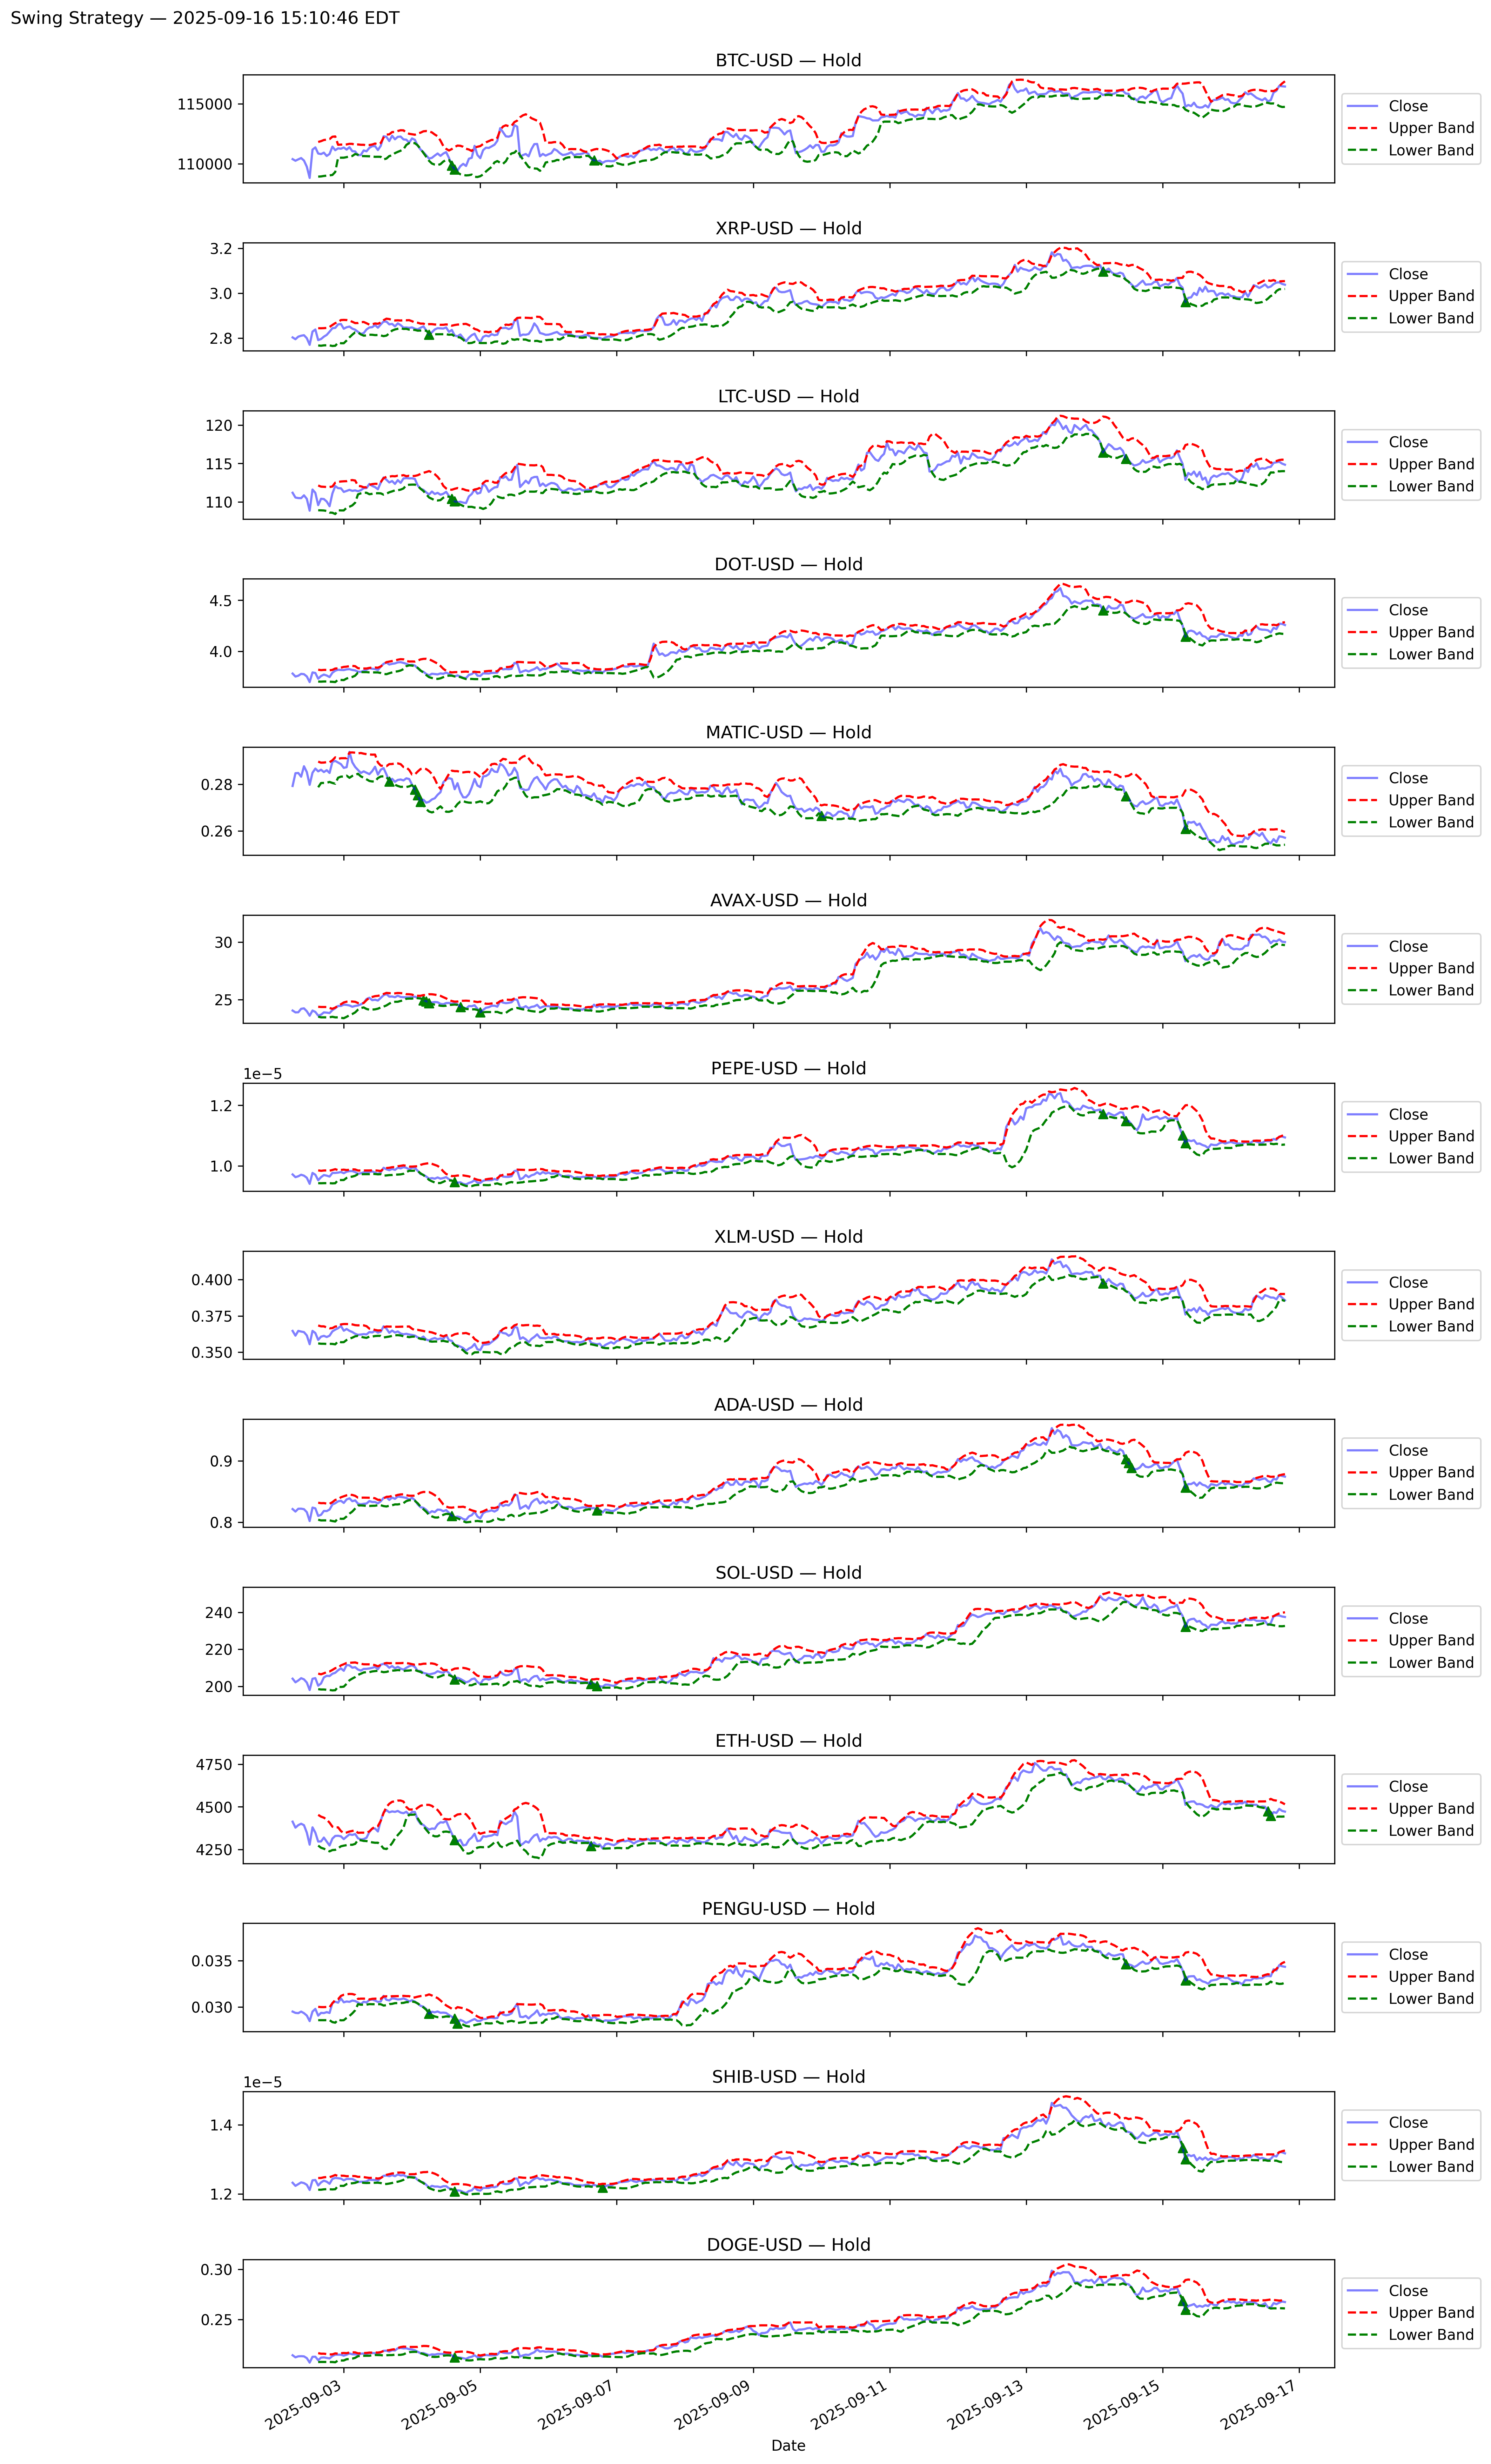 Swing Strategy — 2025-09-16 15:10:46 EDT
BTC-USD — Hold
115000
110000
Close
Upper Band
Lower Band
XRP-USD — Hold
3.2
3.0
2.8
Close
Upper Band
Lower Band
LTC-USD — Hold
120
115
110
Close
Upper Band
Lower Band
DOT-USD — Hold
4.5
4.0
Close
Upper Band
Lower Band
MATIC-USD — Hold
0.28
0.26
Close
Upper Band
Lower Band
AVAX-USD — Hold
30
25
Close
Upper Band
Lower Band
PEPE-USD — Hold
1e−5
1.2
1.0
Close
Upper Band
Lower Band
XLM-USD — Hold
0.400
0.375
0.350
Close
Upper Band
Lower Band
ADA-USD — Hold
0.9
0.8
Close
Upper Band
Lower Band
SOL-USD — Hold
240
220
200
Close
Upper Band
Lower Band
ETH-USD — Hold
4750
4500
4250
Close
Upper Band
Lower Band
PENGU-USD — Hold
0.035
0.030
Close
Upper Band
Lower Band
SHIB-USD — Hold
1e−5
1.4
1.2
Close
Upper Band
Lower Band
DOGE-USD — Hold
0.30
0.25
Close
Upper Band
Lower Band
2025-09-03
2025-09-05
2025-09-07
2025-09-09
2025-09-11
2025-09-13
2025-09-15
2025-09-17
Date